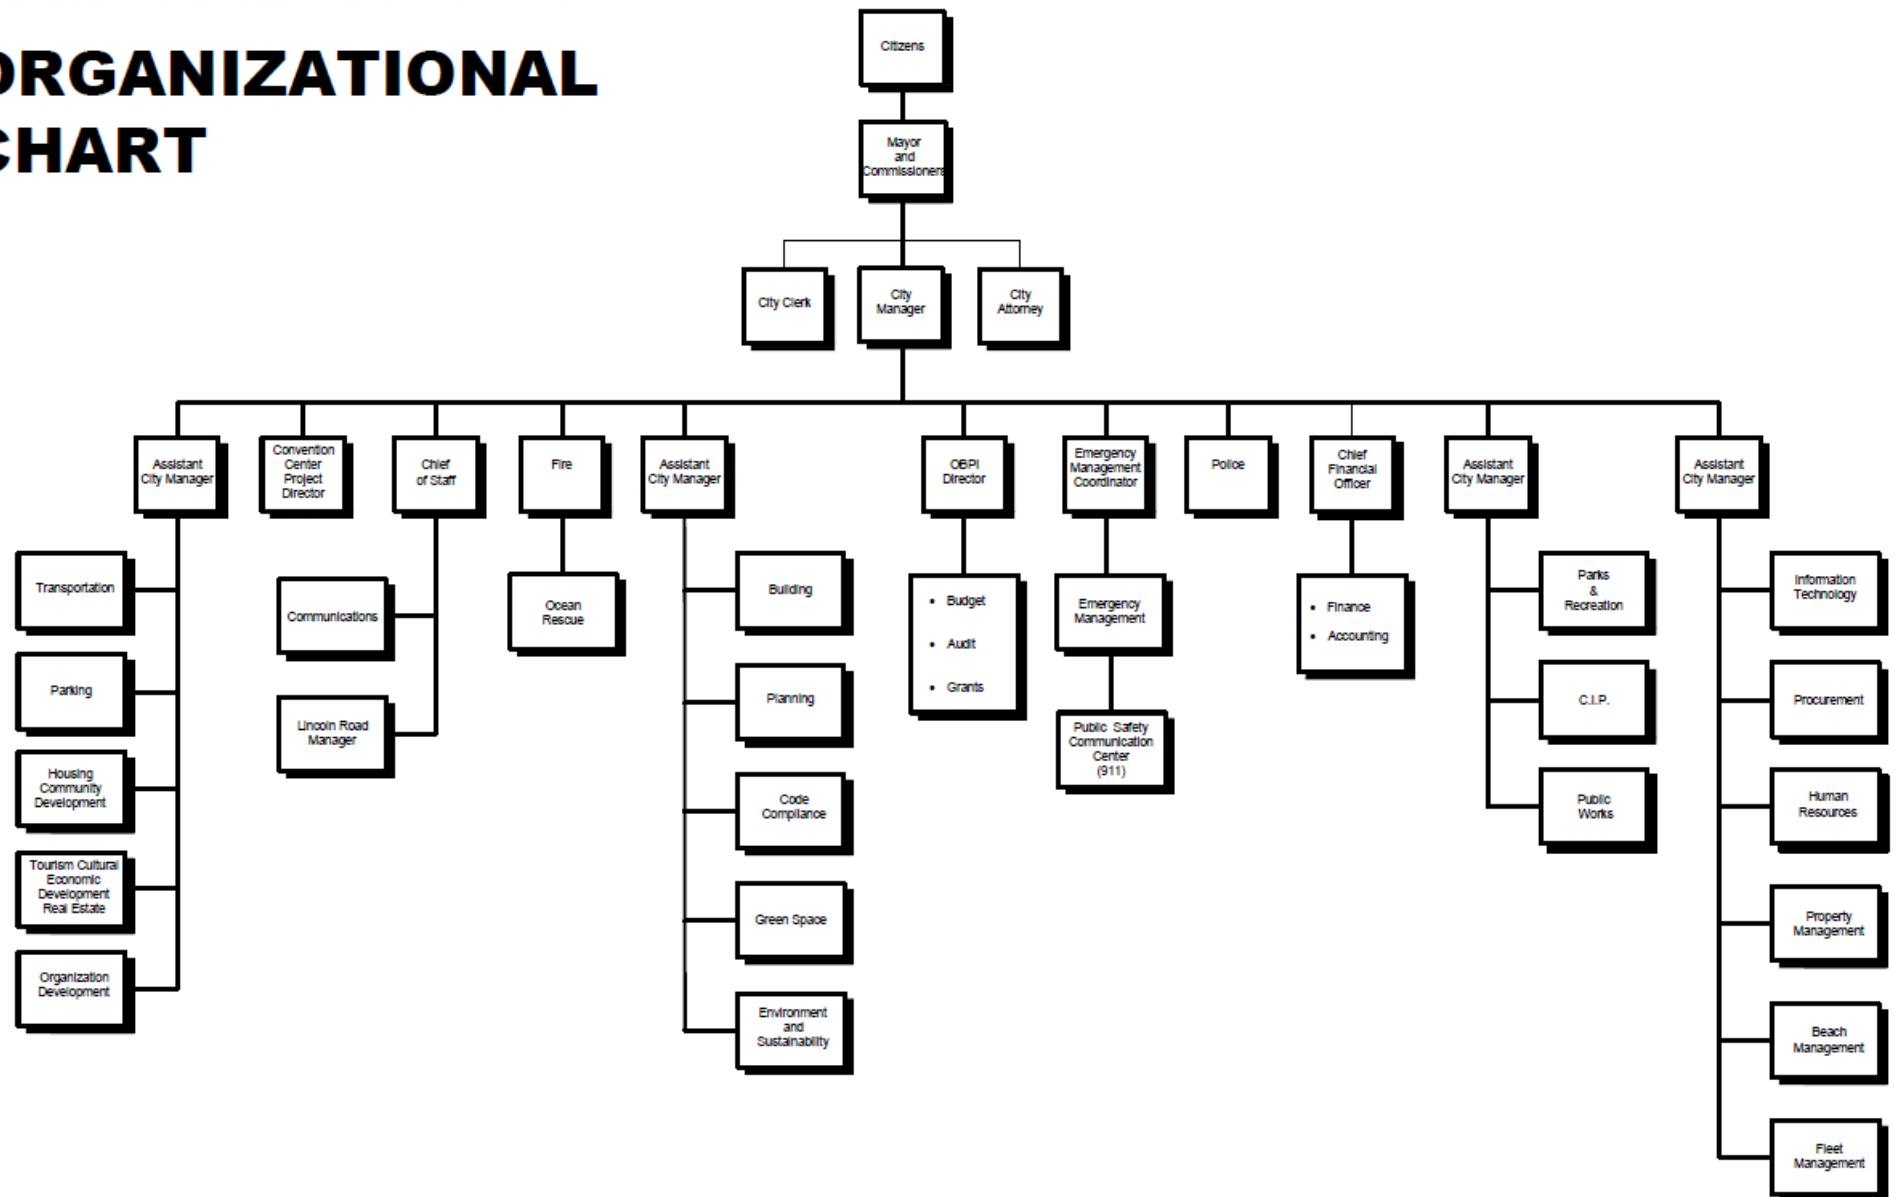 ORGANIZATIONAL
CHART
Citizens
Mayor
and
Commissioners
City Clerk
City
Manager
City
Attorney
Assistant
City Manager
Convention
Center
Project
Director
Chief
of Staff
Fire
Assistant
City Manager
OBPI
Director
Emergency
Management
Coordinator
Police
Chief
Financial
Officer
Assistant
City Manager
Assistant
City Manager
Transportation
Parking
Housing
Community
Development
Tourism Cultural
Economic
Development
Real Estate
Organization
Development
Communications
Lincoln Road
Manager
Ocean
Rescue
Building
Planning
Code
Compliance
Green Space
Environment
and
Sustainability
• Budget
• Audit
• Grants
Emergency
Management
Public Safety
Communication
Center
(911)
• Finance
• Accounting
Parks
&
Recreation
C.I.P.
Public
Works
Information
Technology
Procurement
Human
Resources
Property
Management
Beach
Management
Fleet
Management